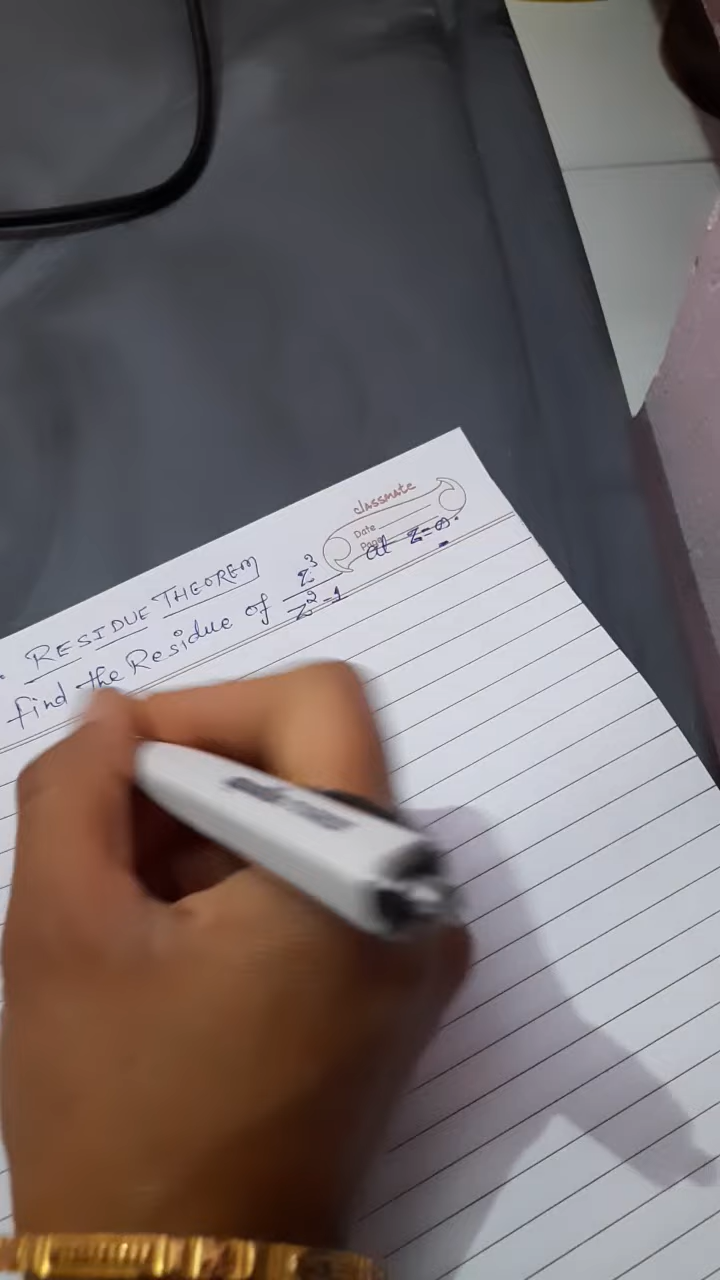 classmate
Date
Page
RESIDUE THEOREM
find the Residue of z³/z²-1 at z=∞.